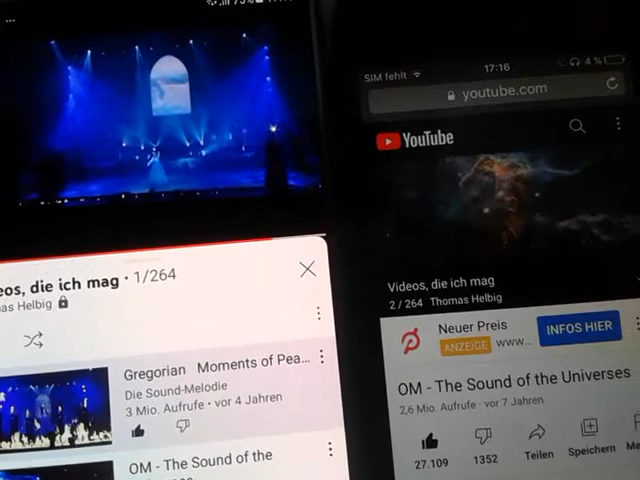 eos, die ich mag • 1/264
as Helbig
Gregorian Moments of Pea...
Die Sound-Melodie
3 Mio. Aufrufe • vor 4 Jahren
OM - The Sound of the
SIM fehlt
17:16
4 %
youtube.com
YouTube
Videos, die ich mag
2 / 264 Thomas Helbig
Neuer Preis
ANZEIGE www...
INFOS HIER
OM - The Sound of the Universes
2,6 Mio. Aufrufe · vor 7 Jahren
27.109
1352
Teilen
Speichern
Me